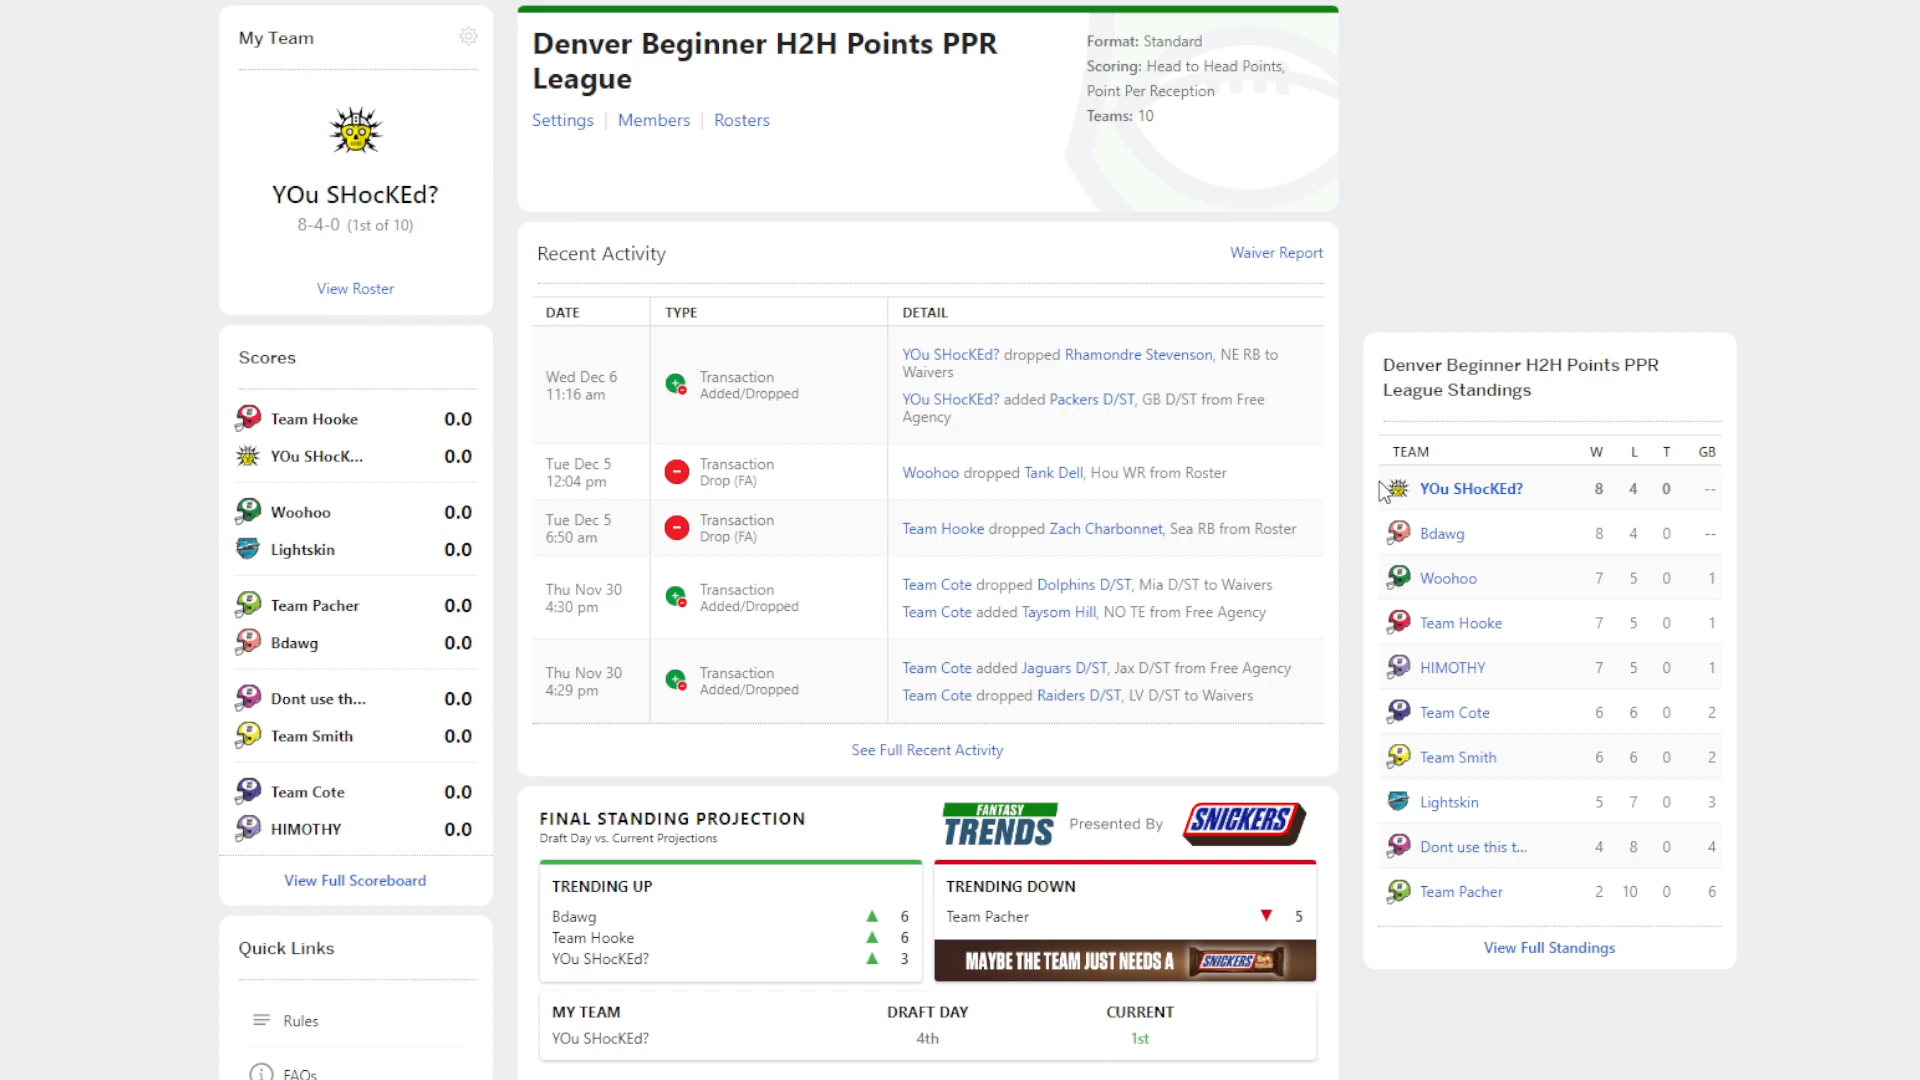 My Team
YOu SHocKEd?
8-4-0 (1st of 10)
View Roster
Scores
Team Hooke 0.0
YOu SHocK... 0.0
Woohoo 0.0
Lightskin 0.0
Team Pacher 0.0
Bdawg 0.0
Dont use th... 0.0
Team Smith 0.0
Team Cote 0.0
HIMOTHY 0.0
View Full Scoreboard
Quick Links
Rules
FAQs
Denver Beginner H2H Points PPR
League
Settings | Members | Rosters
Format: Standard
Scoring: Head to Head Points,
Point Per Reception
Teams: 10
Recent Activity
Waiver Report
DATE TYPE DETAIL
Wed Dec 6
11:16 am
Transaction
Added/Dropped
YOu SHocKEd? dropped Rhamondre Stevenson, NE RB to
Waivers
YOu SHocKEd? added Packers D/ST, GB D/ST from Free
Agency
Tue Dec 5
12:04 pm
Transaction
Drop (FA)
Woohoo dropped Tank Dell, Hou WR from Roster
Tue Dec 5
6:50 am
Transaction
Drop (FA)
Team Hooke dropped Zach Charbonnet, Sea RB from Roster
Thu Nov 30
4:30 pm
Transaction
Added/Dropped
Team Cote dropped Dolphins D/ST, Mia D/ST to Waivers
Team Cote added Taysom Hill, NO TE from Free Agency
Thu Nov 30
4:29 pm
Transaction
Added/Dropped
Team Cote added Jaguars D/ST, Jax D/ST from Free Agency
Team Cote dropped Raiders D/ST, LV D/ST to Waivers
See Full Recent Activity
FINAL STANDING PROJECTION
Draft Day vs. Current Projections
FANTASY
TRENDS
Presented By
SNICKERS
TRENDING UP
Bdawg 6
Team Hooke 6
YOu SHocKEd? 3
TRENDING DOWN
Team Pacher 5
MAYBE THE TEAM JUST NEEDS A SNICKERS
MY TEAM DRAFT DAY CURRENT
YOu SHocKEd? 4th 1st
Denver Beginner H2H Points PPR
League Standings
TEAM W L T GB
YOu SHocKEd? 8 4 0 --
Bdawg 8 4 0 --
Woohoo 7 5 0 1
Team Hooke 7 5 0 1
HIMOTHY 7 5 0 1
Team Cote 6 6 0 2
Team Smith 6 6 0 2
Lightskin 5 7 0 3
Dont use this t... 4 8 0 4
Team Pacher 2 10 0 6
View Full Standings